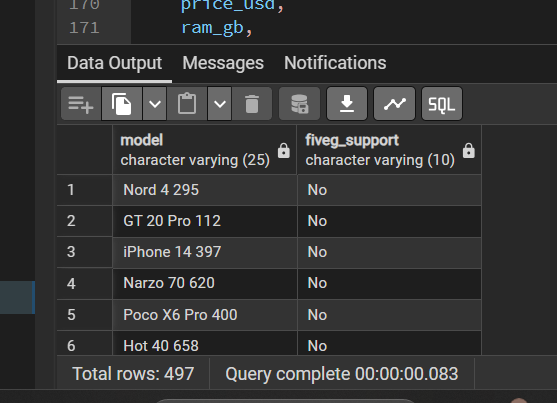 170 price_usd,
171 ram_gb,
Data Output Messages Notifications
SQL
model fiveg_support
character varying (25) character varying (10)
1 Nord 4 295 No
2 GT 20 Pro 112 No
3 iPhone 14 397 No
4 Narzo 70 620 No
5 Poco X6 Pro 400 No
6 Hot 40 658 No
Total rows: 497 Query complete 00:00:00.083